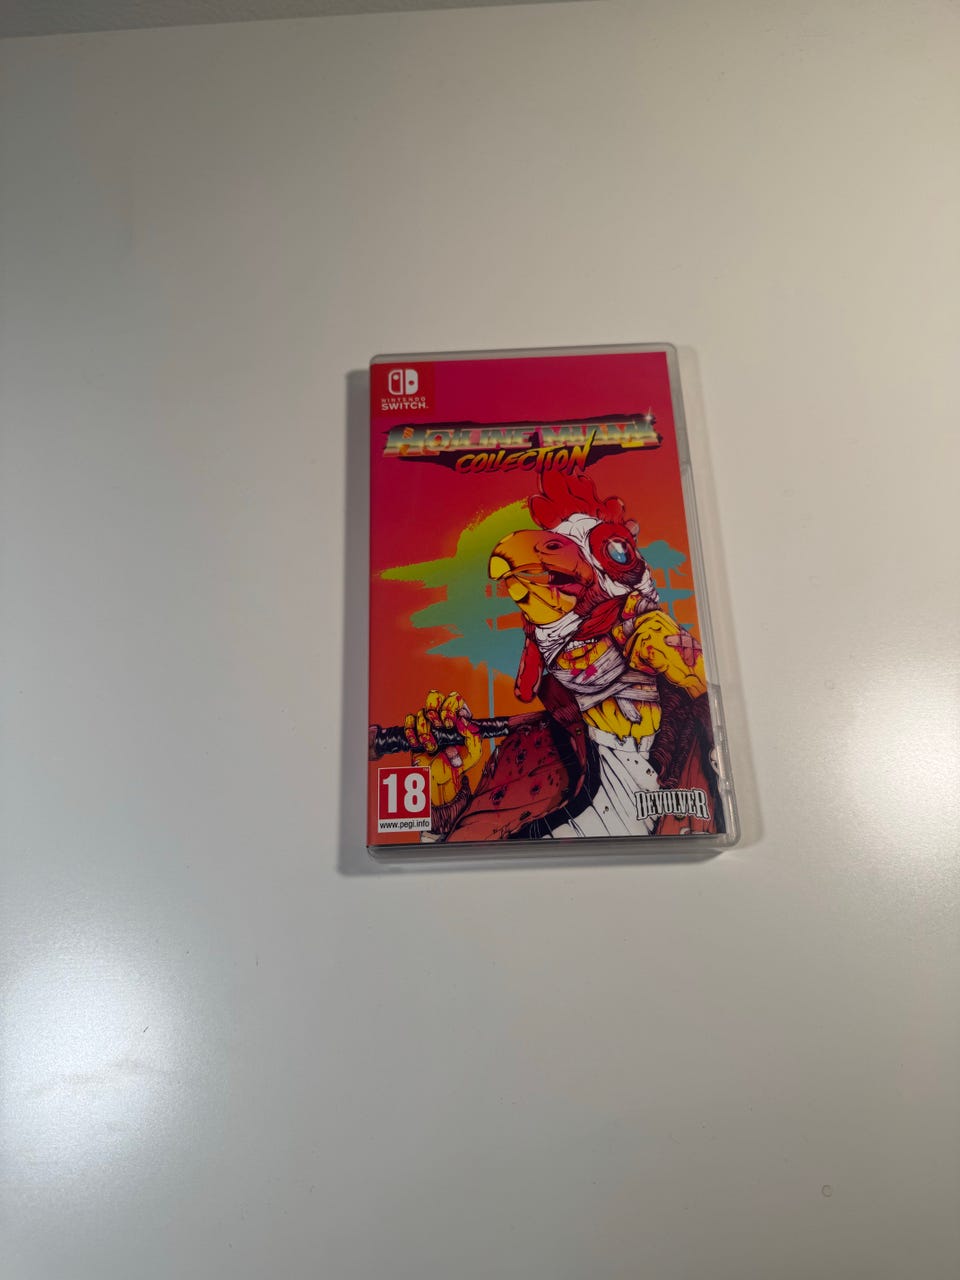 NINTENDO
SWITCH
HOTLINE MIAMI
COLLECTION
18
www.pegi.info
DEVOLVER